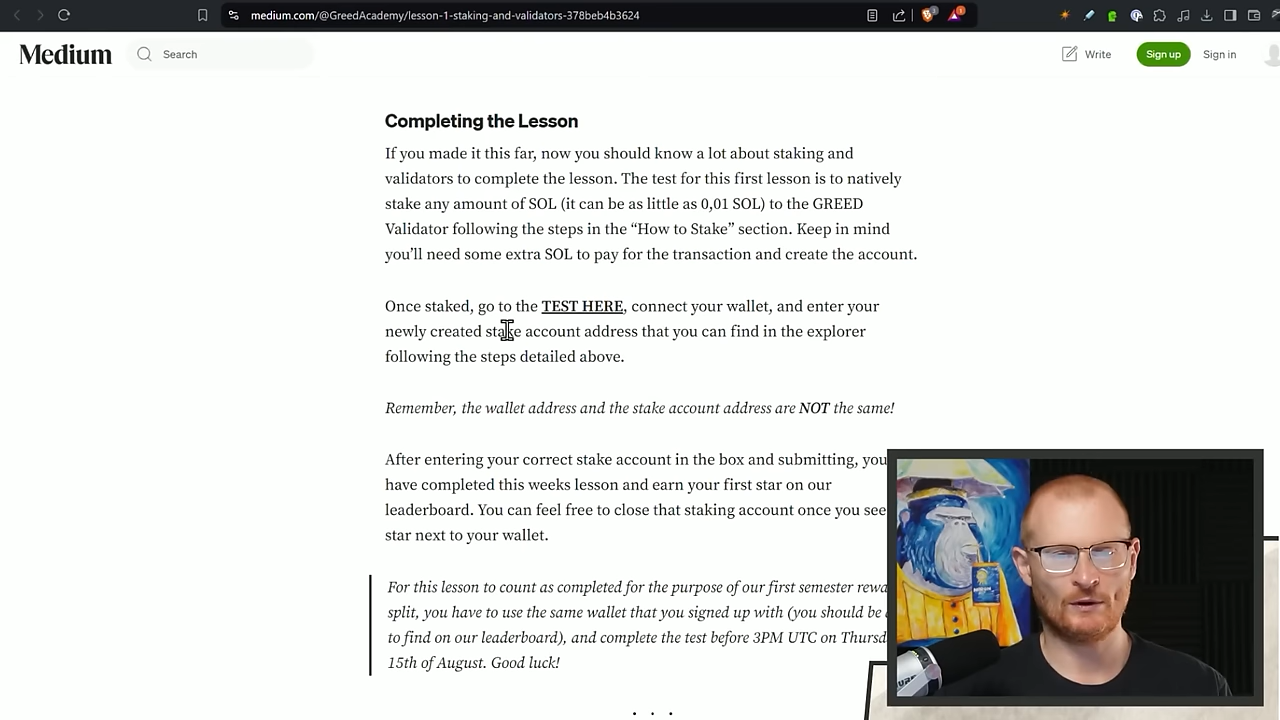 medium.com/@GreedAcademy/lesson-1-staking-and-validators-378beb4b3624
Medium
Search
Write
Sign up
Sign in
Completing the Lesson
If you made it this far, now you should know a lot about staking and
validators to complete the lesson. The test for this first lesson is to natively
stake any amount of SOL (it can be as little as 0,01 SOL) to the GREED
Validator following the steps in the “How to Stake” section. Keep in mind
you’ll need some extra SOL to pay for the transaction and create the account.
Once staked, go to the TEST HERE, connect your wallet, and enter your
newly created stake account address that you can find in the explorer
following the steps detailed above.
Remember, the wallet address and the stake account address are NOT the same!
After entering your correct stake account in the box and submitting, you
have completed this weeks lesson and earn your first star on our
leaderboard. You can feel free to close that staking account once you see
star next to your wallet.
For this lesson to count as completed for the purpose of our first semester
split, you have to use the same wallet that you signed up with (you should be
to find on our leaderboard), and complete the test before 3PM UTC on
15th of August. Good luck!